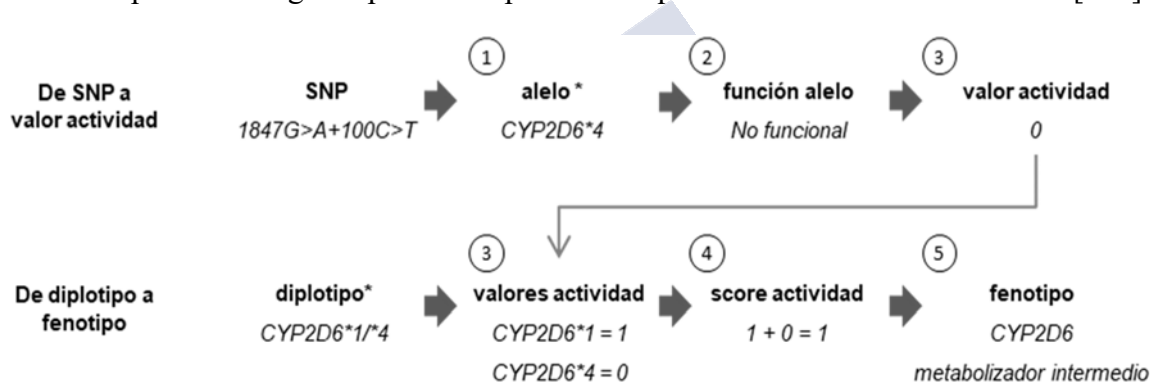 1 2 3
De SNP a SNP alelo * función alelo valor actividad
valor actividad 1847G>A+100C>T CYP2D6*4 No funcional 0
3 4 5
De diplotipo a diplotipo* valores actividad score actividad fenotipo
fenotipo CYP2D6*1/*4 CYP2D6*1 = 1 1 + 0 = 1 CYP2D6
CYP2D6*4 = 0 metabolizador intermedio